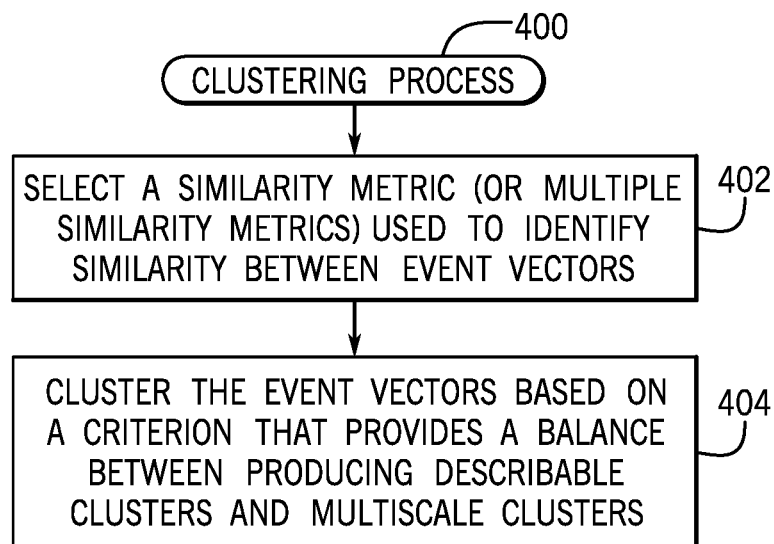 400
CLUSTERING PROCESS
SELECT A SIMILARITY METRIC (OR MULTIPLE
SIMILARITY METRICS) USED TO IDENTIFY
SIMILARITY BETWEEN EVENT VECTORS
402
CLUSTER THE EVENT VECTORS BASED ON
A CRITERION THAT PROVIDES A BALANCE
BETWEEN PRODUCING DESCRIBABLE
CLUSTERS AND MULTISCALE CLUSTERS
404